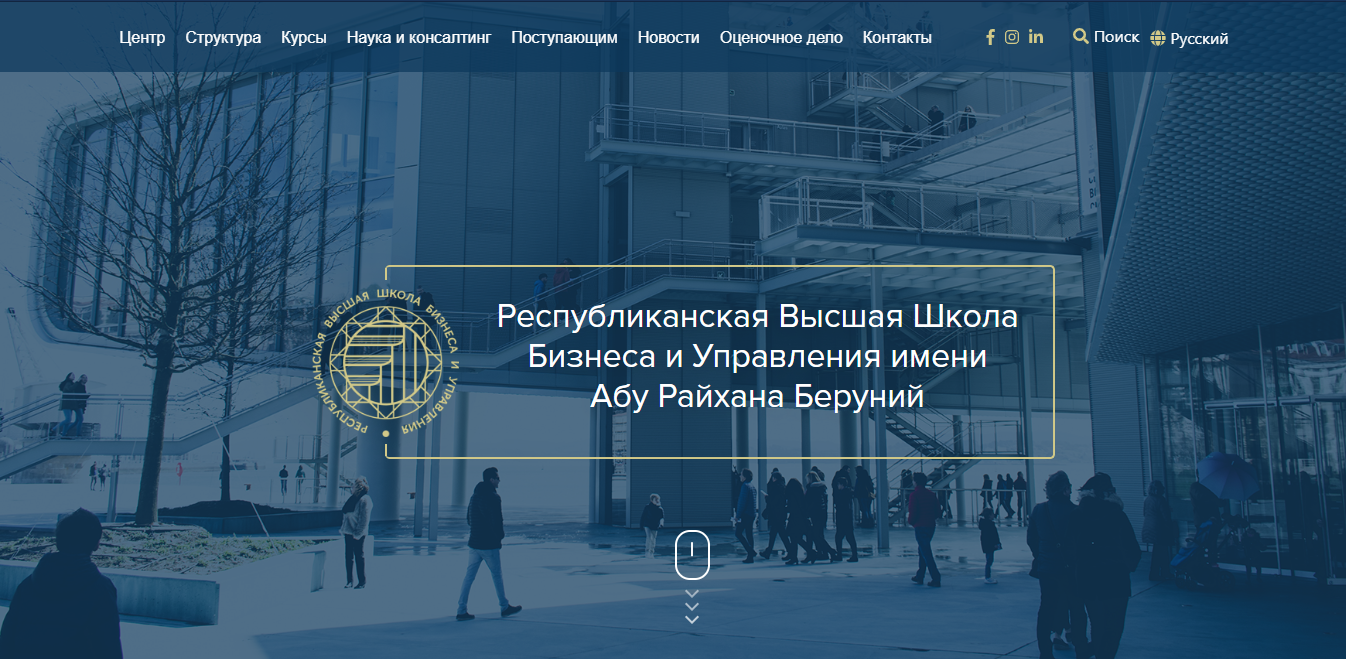 Центр Структура Курсы Наука и консалтинг Поступающим Новости Оценочное дело Контакты Поиск Русский
РЕСПУБЛИКАНСКАЯ ВЫСШАЯ ШКОЛА БИЗНЕСА И УПРАВЛЕНИЯ
Республиканская Высшая Школа
Бизнеса и Управления имени
Абу Райхана Беруний